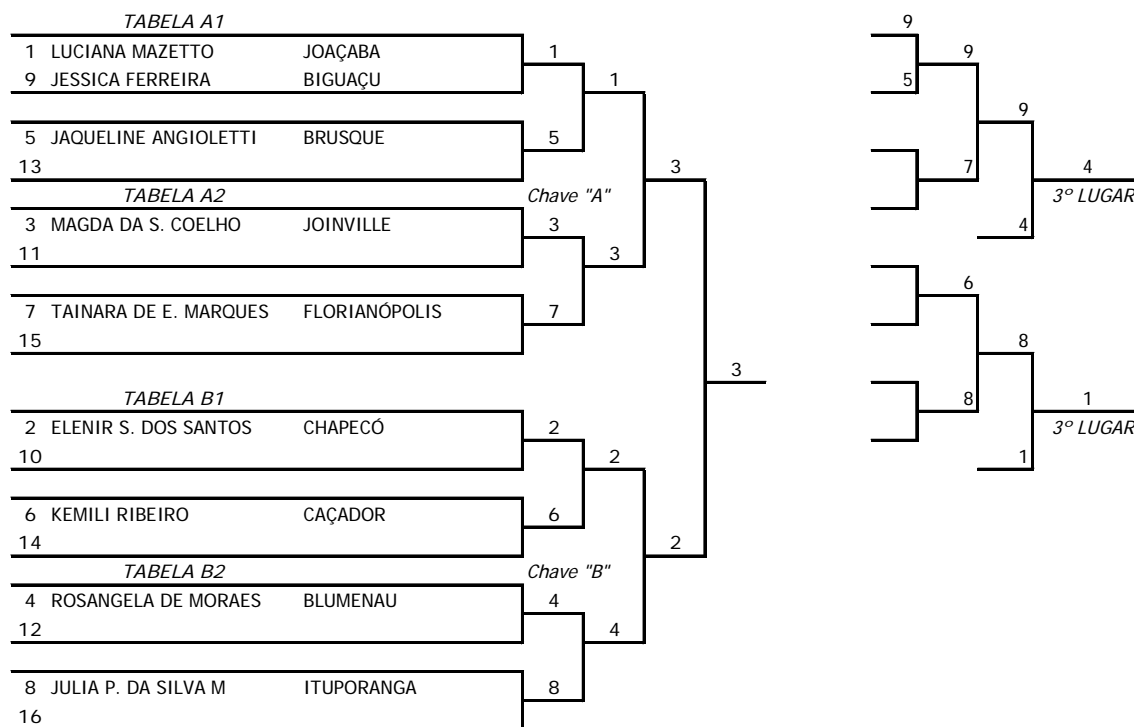 TABELA A1
1 LUCIANA MAZETTO JOAÇABA
9 JESSICA FERREIRA BIGUAÇU
1
1
5 JAQUELINE ANGIOLETTI BRUSQUE
13
5
3
TABELA A2
Chave "A"
3 MAGDA DA S. COELHO JOINVILLE
11
3
3
7 TAINARA DE E. MARQUES FLORIANÓPOLIS
15
7
3
TABELA B1
2 ELENIR S. DOS SANTOS CHAPECÓ
10
2
2
6 KEMILI RIBEIRO CAÇADOR
14
6
2
TABELA B2
Chave "B"
4 ROSANGELA DE MORAES BLUMENAU
12
4
4
8 JULIA P. DA SILVA M ITUPORANGA
16
8
9
9
5
9
7
4
3º LUGAR
4
6
8
8
1
3º LUGAR
1